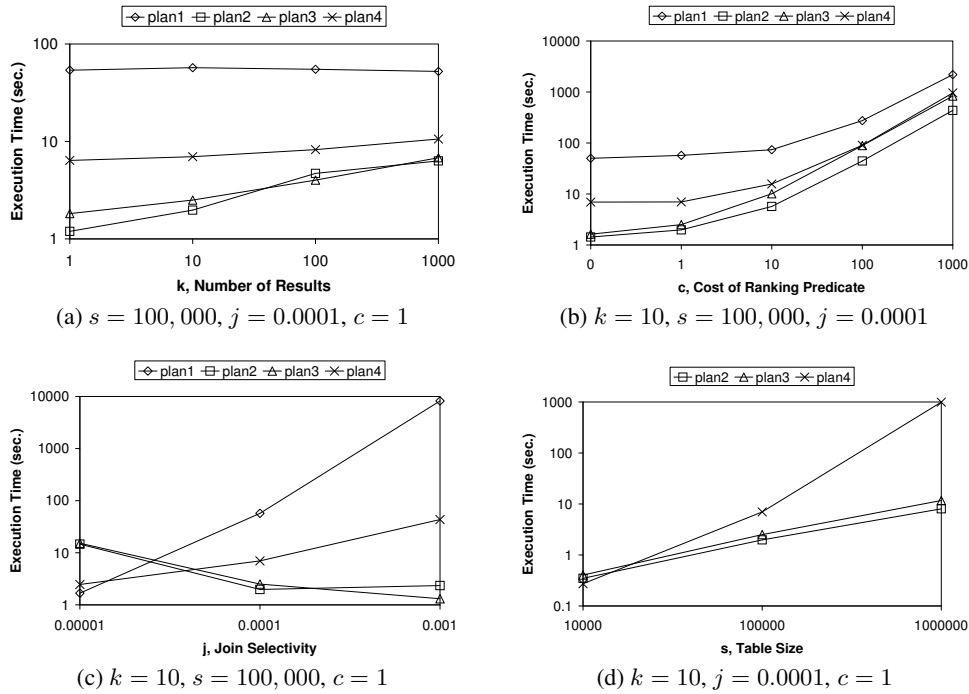 plan1 plan2 plan3 plan4
Execution Time (sec.)
100
10
1
1 10 100 1000
k, Number of Results
(a) s = 100, 000, j = 0.0001, c = 1
plan1 plan2 plan3 plan4
Execution Time (sec.)
10000
1000
100
10
1
0 1 10 100 1000
c, Cost of Ranking Predicate
(b) k = 10, s = 100, 000, j = 0.0001
plan1 plan2 plan3 plan4
Execution Time (sec.)
10000
1000
100
10
1
0.00001 0.0001 0.001
j, Join Selectivity
(c) k = 10, s = 100, 000, c = 1
plan2 plan3 plan4
Execution Time (sec.)
1000
100
10
1
0.1
10000 100000 1000000
s, Table Size
(d) k = 10, j = 0.0001, c = 1